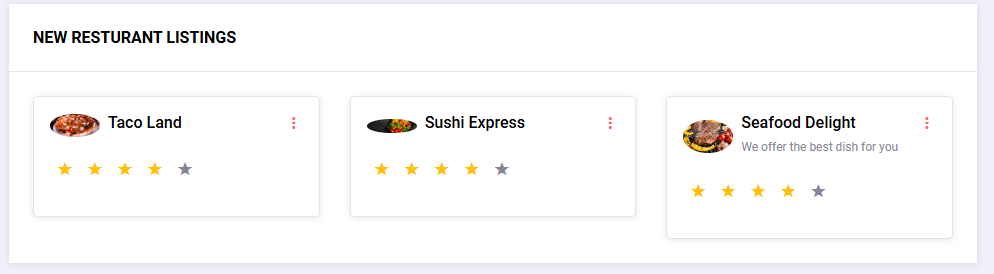 NEW RESTURANT LISTINGS
Taco Land
Sushi Express
Seafood Delight
We offer the best dish for you